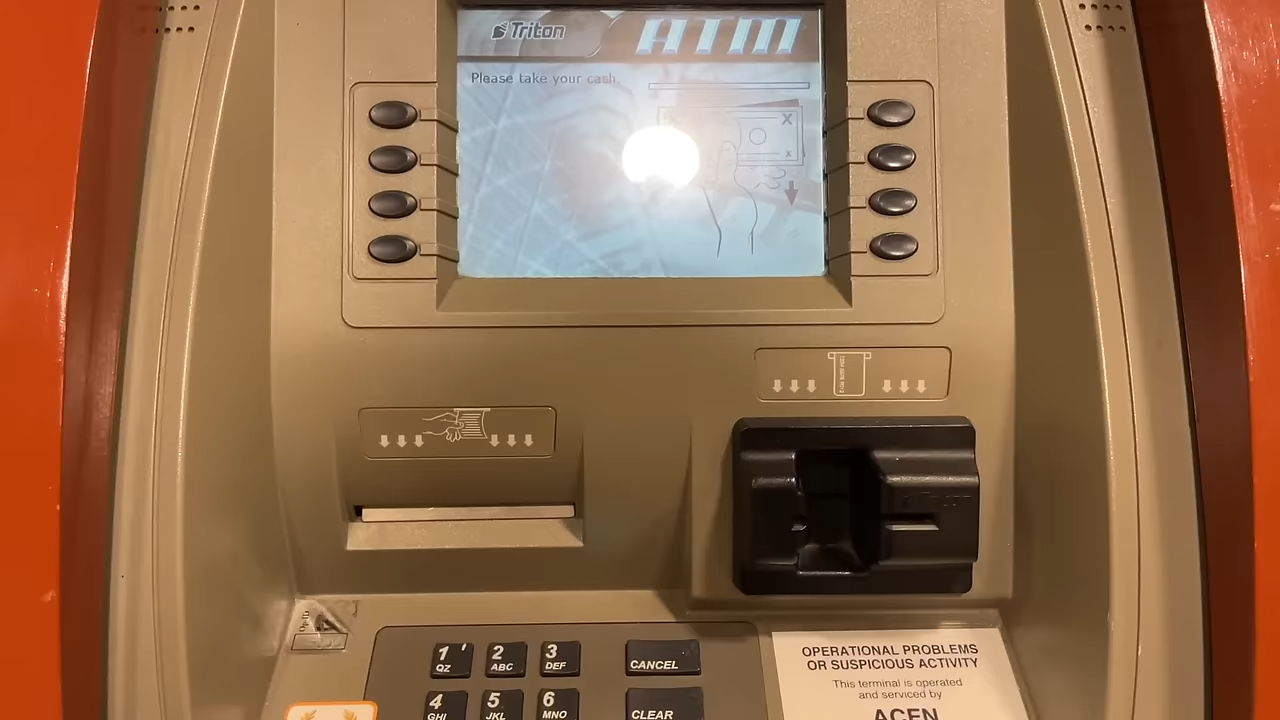 Triton
ATM
Please take your cash.
X
x
1
QZ
2
ABC
3
DEF
CANCEL
4
GHI
5
JKL
6
MNO
CLEAR
OPERATIONAL PROBLEMS
OR SUSPICIOUS ACTIVITY
This terminal is operated
and serviced by
ACFN